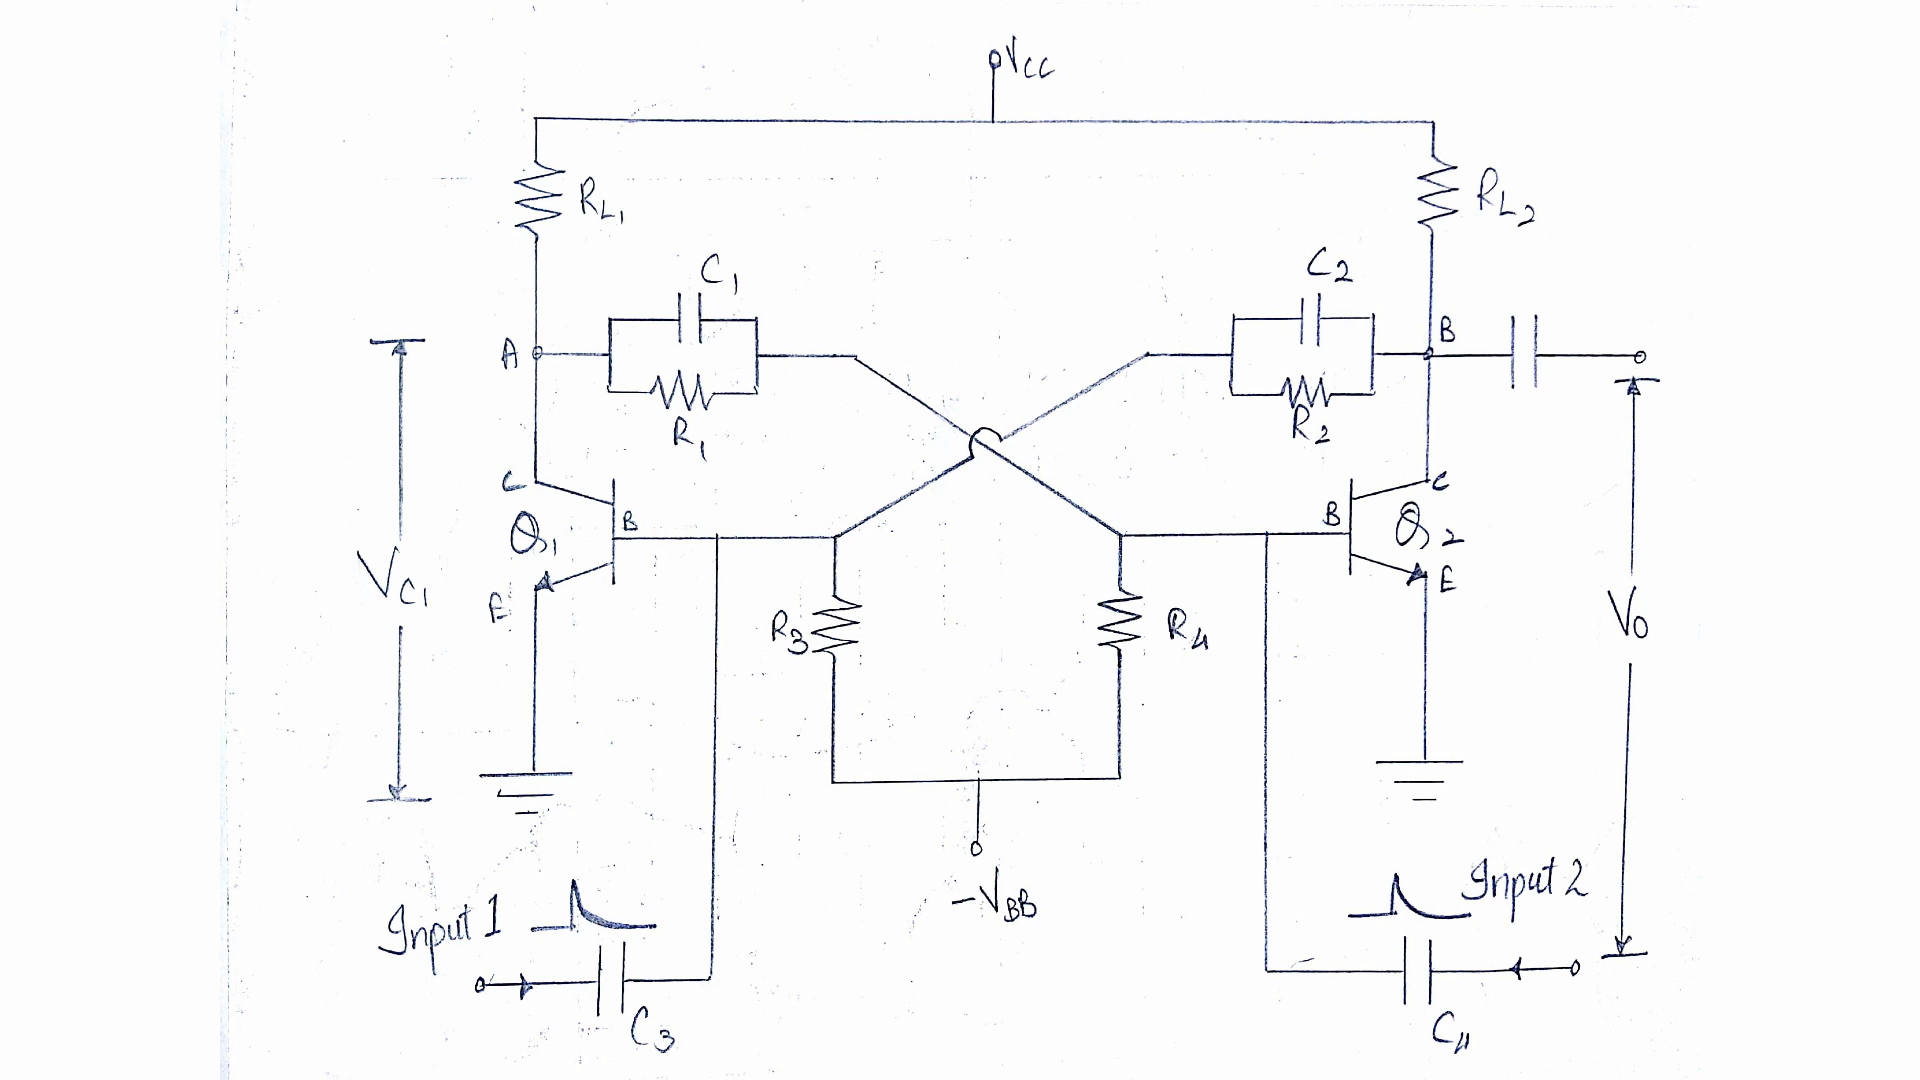 VCC
RL1
RL2
C1
C2
A
B
R1
R2
C
C
B
B
Q1
Q2
E
E
VC1
R3
R4
V0
-VBB
Input 1
Input 2
C3
C4